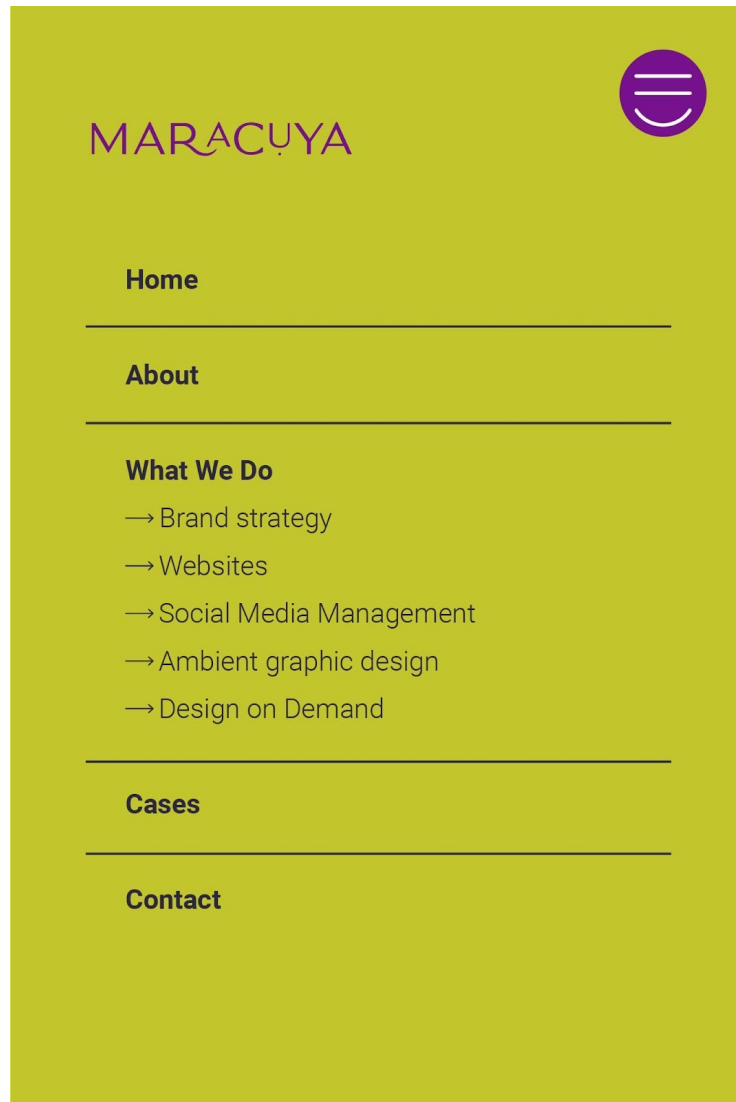 MARACUYA
Home
About
What We Do
→ Brand strategy
→ Websites
→ Social Media Management
→ Ambient graphic design
→ Design on Demand
Cases
Contact